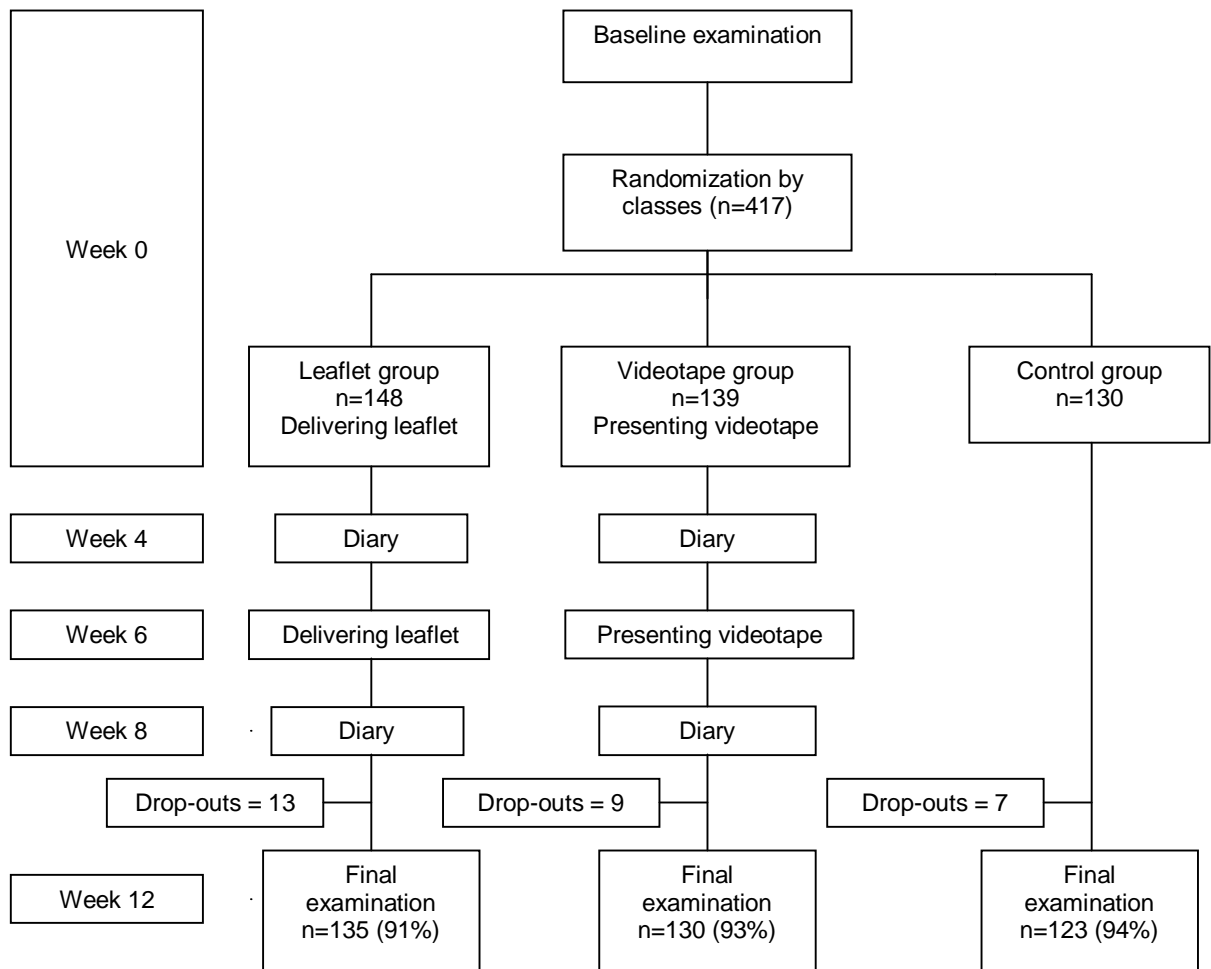 Baseline examination
Randomization by
classes (n=417)
Week 0
Leaflet group
n=148
Delivering leaflet
Videotape group
n=139
Presenting videotape
Control group
n=130
Week 4
Diary
Diary
Week 6
Delivering leaflet
Presenting videotape
Week 8
Diary
Diary
Drop-outs = 13
Drop-outs = 9
Drop-outs = 7
Week 12
Final
examination
n=135 (91%)
Final
examination
n=130 (93%)
Final
examination
n=123 (94%)